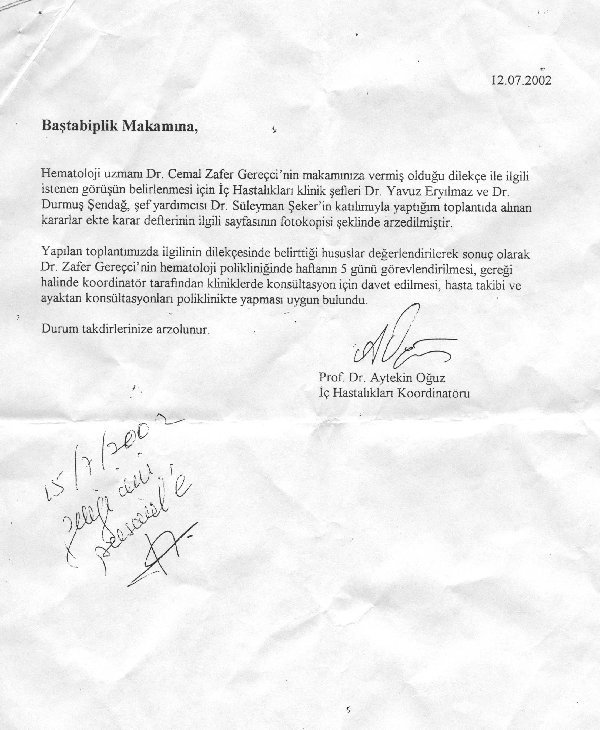 12.07.2002
Baştabiplik Makamına,
Hematoloji uzmanı Dr. Cemal Zafer Gereçci'nin makamınıza vermiş olduğu dilekçe ile ilgili
istenen görüşün belirlenmesi için İç Hastalıkları klinik şefleri Dr. Yavuz Eryılmaz ve Dr.
Durmuş Şendağ, şef yardımcısı Dr. Süleyman Şeker'in katılımıyla yaptığım toplantıda alınan
kararlar ekte karar defterinin ilgili sayfasının fotokopisi şeklinde arzedilmiştir.
Yapılan toplantımızda ilgilinin dilekçesinde belirttiği hususlar değerlendirilerek sonuç olarak
Dr. Zafer Gereçci'nin hematoloji polikliniğinde haftanın 5 günü görevlendirilmesi, gereği
halinde koordinatör tarafından kliniklerde konsültasyon için davet edilmesi, hasta takibi ve
ayaktan konsültasyonları poliklinikte yapması uygun bulundu.
Durum takdirlerinize arzolunur.
Prof. Dr. Aytekin Oğuz
İç Hastalıkları Koordinatörü
15/7/2002
gereği için
personel'e